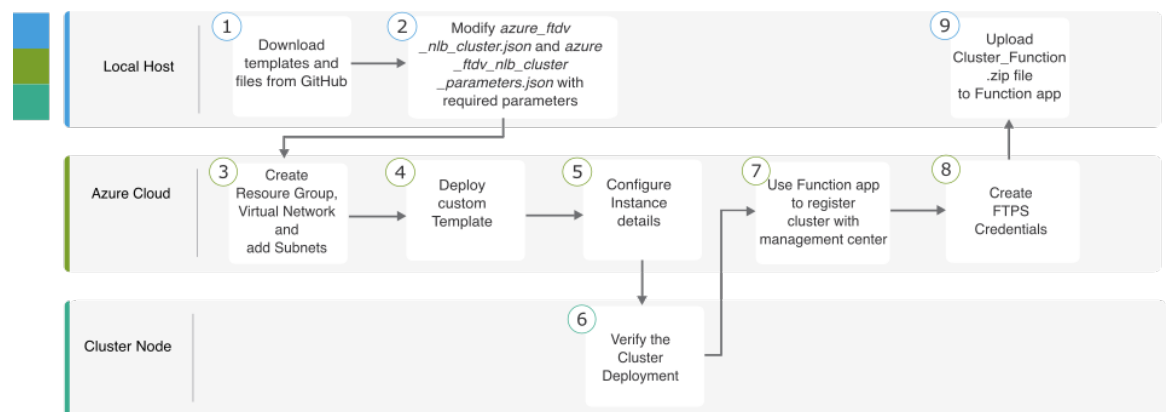 Local Host
1
Download
templates and
files from GitHub
2
Modify azure_ftdv
_nlb_cluster.json and azure
_ftdv_nlb_cluster
_parameters.json with
required parameters
9
Upload
Cluster_Function
.zip file
to Function app
Azure Cloud
3
Create
Resoure Group,
Virtual Network
and
add Subnets
4
Deploy
custom
Template
5
Configure
Instance
details
7
Use Function app
to register
cluster with
management center
8
Create
FTPS
Credentials
Cluster Node
6
Verify the
Cluster
Deployment